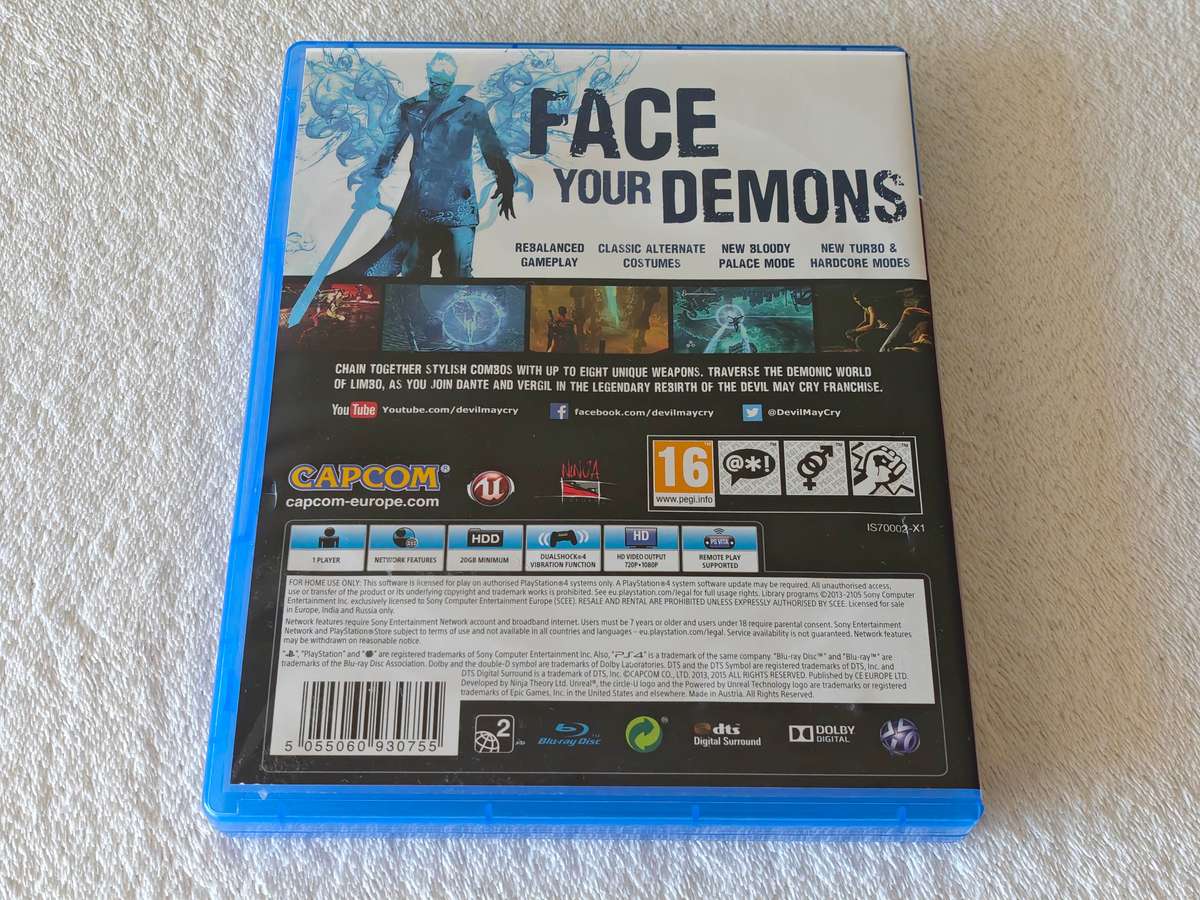 FACE
YOUR DEMONS
REBALANCED GAMEPLAY
CLASSIC ALTERNATE COSTUMES
NEW BLOODY PALACE MODE
NEW TURBO & HARDCORE MODES
CHAIN TOGETHER STYLISH COMBOS WITH UP TO EIGHT UNIQUE WEAPONS. TRAVERSE THE DEMONIC WORLD
OF LIMBO, AS YOU JOIN DANTE AND VERGIL IN THE LEGENDARY REBIRTH OF THE DEVIL MAY CRY FRANCHISE.
YouTube Youtube.com/devilmaycry f facebook.com/devilmaycry @DevilMayCry
CAPCOM®
capcom-europe.com
NINJA
16
www.pegi.info
@*!
IS70002-X1
HDD
HD
PS VITA
1 PLAYER
NETWORK FEATURES
20GB MINIMUM
DUALSHOCK®4 VIBRATION FUNCTION
HD VIDEO OUTPUT 720P•1080P
REMOTE PLAY SUPPORTED
FOR HOME USE ONLY: This software is licensed for play on authorised PlayStation®4 systems only. A PlayStation®4 system software update may be required. All unauthorised access,
use or transfer of the product or its underlying copyright and trademark works is prohibited. See eu.playstation.com/legal for full usage rights. Library programs ©2013-2105 Sony Computer
Entertainment Inc. exclusively licensed to Sony Computer Entertainment Europe (SCEE). RESALE AND RENTAL ARE PROHIBITED UNLESS EXPRESSLY AUTHORISED BY SCEE. Licensed for sale
in Europe, India and Russia only.
Network features require Sony Entertainment Network account and broadband internet. Users must be 7 years or older and users under 18 require parental consent. Sony Entertainment
Network and PlayStation®Store subject to terms of use and not available in all countries and languages – eu.playstation.com/legal. Service availability is not guaranteed. Network features
may be withdrawn on reasonable notice.
"", "PlayStation" and "" are registered trademarks of Sony Computer Entertainment Inc. Also, "PS4" is a trademark of the same company. "Blu-ray Disc™" and "Blu-ray™" are
trademarks of the Blu-ray Disc Association. Dolby and the double-D symbol are trademarks of Dolby Laboratories. DTS and the DTS Symbol are registered trademarks of DTS, Inc. and
DTS Digital Surround is a trademark of DTS, Inc. ©CAPCOM CO., LTD. 2013, 2015 ALL RIGHTS RESERVED. Published by CE EUROPE LTD.
Developed by Ninja Theory Ltd. Unreal®, the circle-U logo and the Powered by Unreal Technology logo are trademarks or registered
trademarks of Epic Games, Inc. in the United States and elsewhere. Made in Austria. All Rights Reserved.
5 055060 930755
2
Blu-ray Disc™
dts Digital Surround
DOLBY DIGITAL